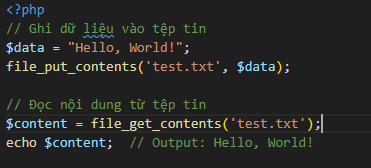 <?php
// Ghi dữ liệu vào tệp tin
$data = "Hello, World!";
file_put_contents('test.txt', $data);
// Đọc nội dung từ tệp tin
$content = file_get_contents('test.txt');
echo $content;  // Output: Hello, World!